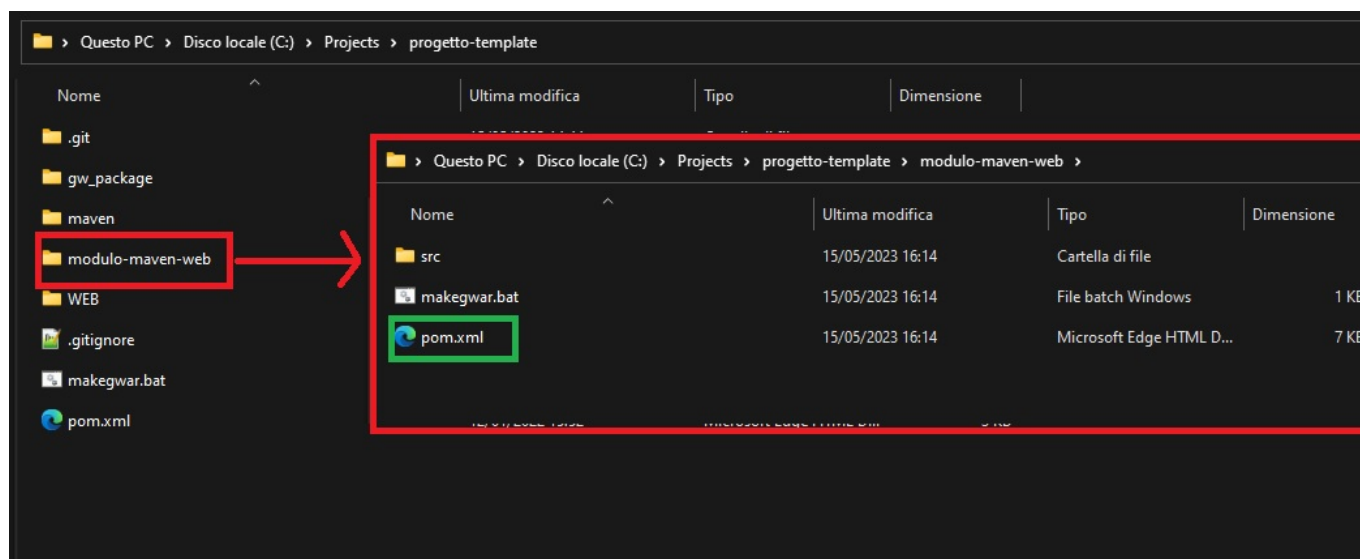 Questo PC > Disco locale (C:) > Projects > progetto-template
Nome Ultima modifica Tipo Dimensione
.git
gw_package
maven
modulo-maven-web
WEB
.gitignore
makegwar.bat
pom.xml
Questo PC > Disco locale (C:) > Projects > progetto-template > modulo-maven-web >
Nome Ultima modifica Tipo Dimensione
src 15/05/2023 16:14 Cartella di file
makegwar.bat 15/05/2023 16:14 File batch Windows 1 KB
pom.xml 15/05/2023 16:14 Microsoft Edge HTML D... 7 KB